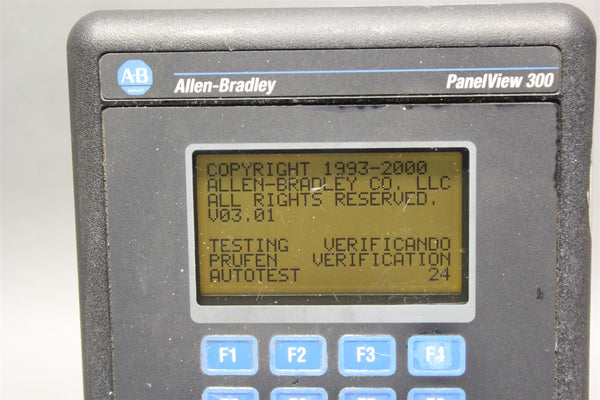 A·B
Allen-Bradley
PanelView 300
COPYRIGHT 1993-2000
ALLEN-BRADLEY CO, LLC
ALL RIGHTS RESERVED.
V03.01
TESTING VERIFICANDO
PRUFEN VERIFICATION
AUTOTEST 24
F1 F2 F3 F4